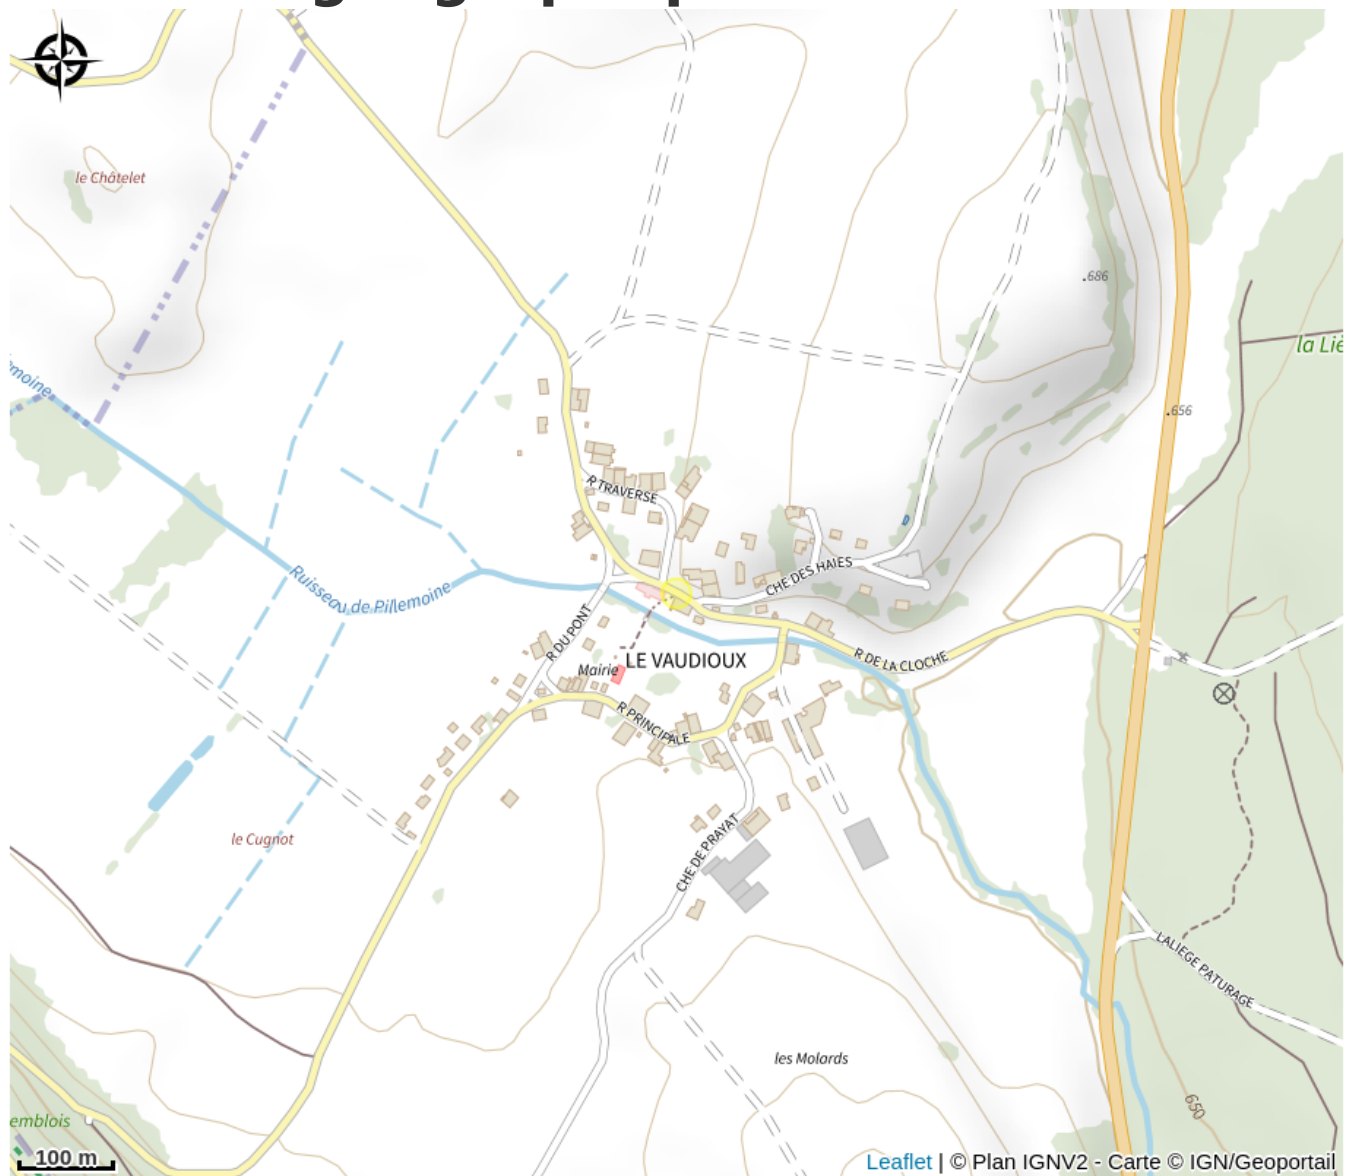 le Châtelet
.686
la Liè
moine
.656
R TRAVERSE
CHE DES HAIES
Ruisseau de Pillemoine
R DU PONT
R DE LA CLOCHE
LE VAUDIOUX
Mairie
R PRINCIPALE
le Cugnot
CHE DE PRAYAT
LALIEGE PATURAGE
les Molards
650
emblois
100 m
Leaflet | © Plan IGNV2 - Carte © IGN/Geoportail